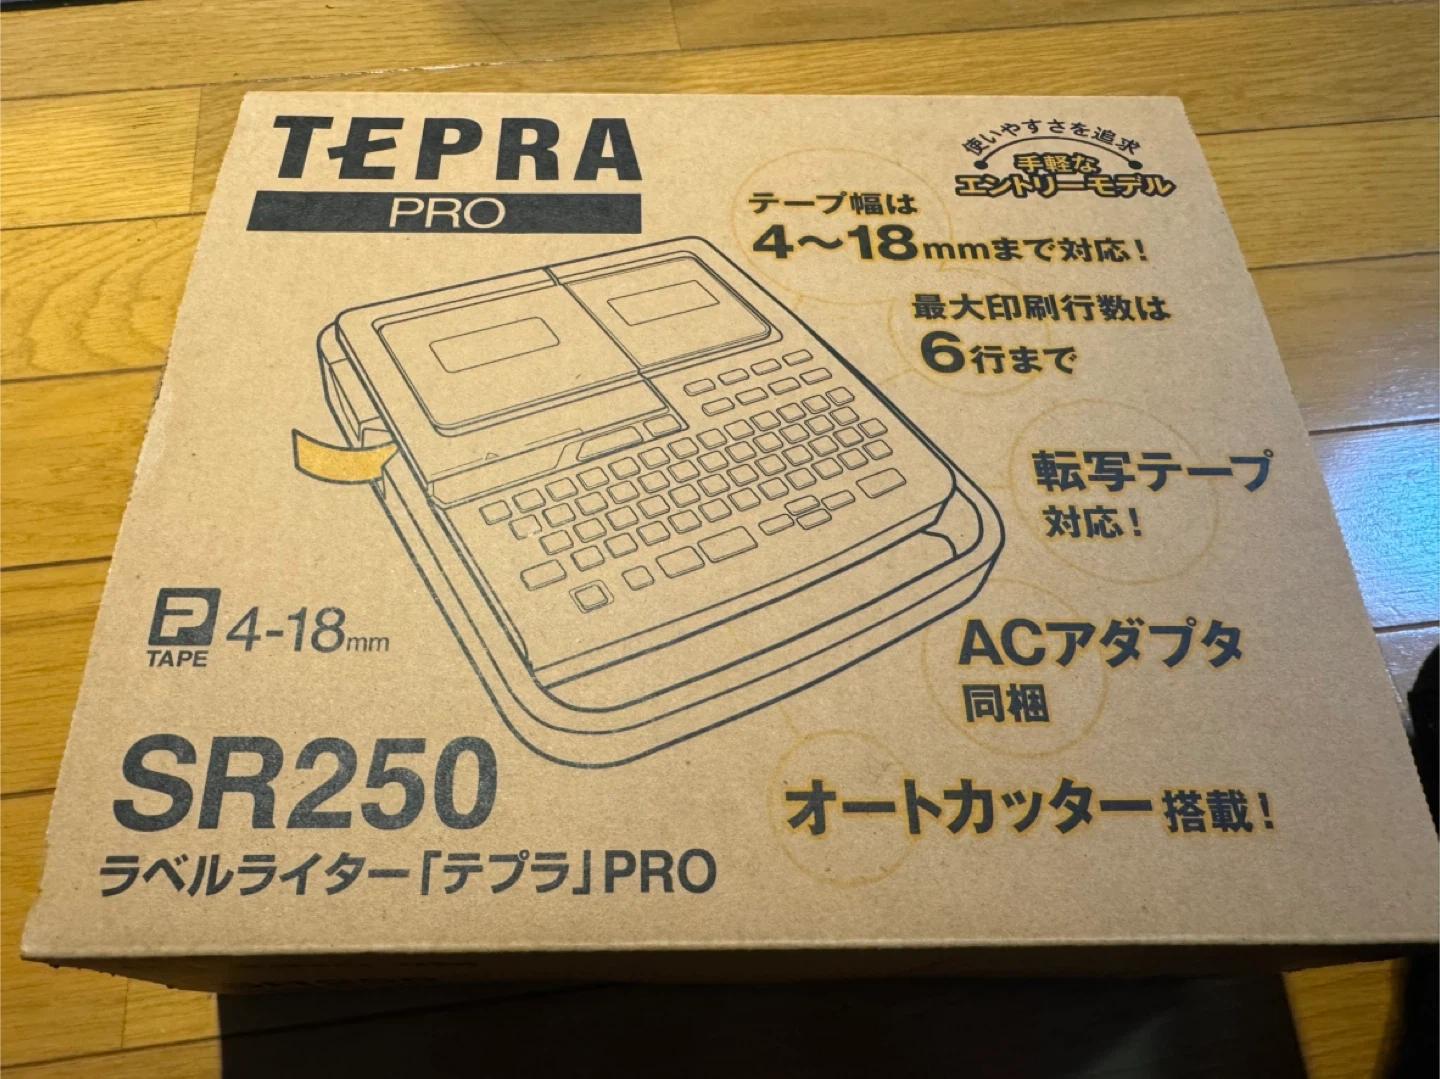 TEPRA
PRO
使いやすさを追求
手軽な
エントリーモデル
テープ幅は
4～18mmまで対応!
最大印刷行数は
6行まで
転写テープ
対応!
ACアダプタ
同梱
オートカッター搭載!
P
TAPE
4-18mm
SR250
ラベルライター「テプラ」PRO